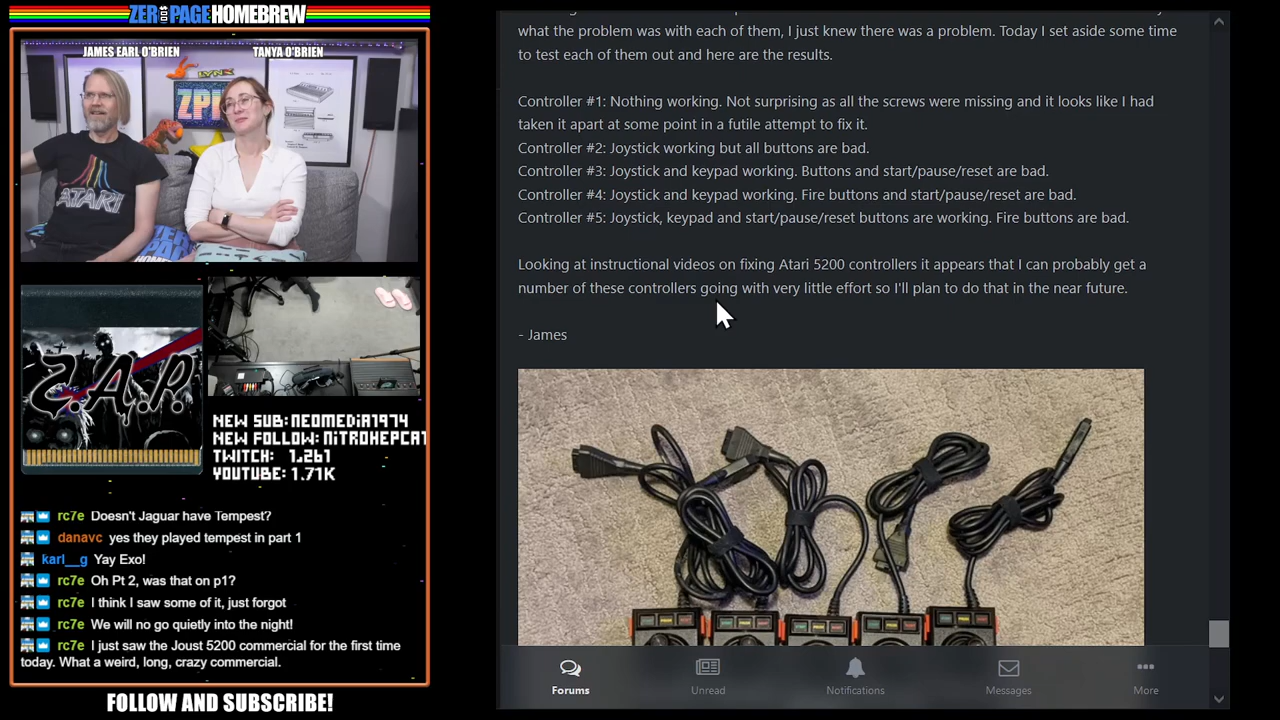 ZERO PAGE HOMEBREW
JAMES EARL O'BRIEN
TANYA O'BRIEN
LYNX
ZPH
ATARI
Z.A.P.
NEW SUB: NEOMEDIA1974
NEW FOLLOW: NITROHEPCAT
TWITCH: 1.261
YOUTUBE: 1.71K
rc7e Doesn't Jaguar have Tempest?
danavc yes they played tempest in part 1
karl__g Yay Exo!
rc7e Oh Pt 2, was that on p1?
rc7e I think I saw some of it, just forgot
rc7e We will no go quietly into the night!
rc7e I just saw the Joust 5200 commercial for the first time
today. What a weird, long, crazy commercial.
FOLLOW AND SUBSCRIBE!
what the problem was with each of them, I just knew there was a problem. Today I set aside some time
to test each of them out and here are the results.
Controller #1: Nothing working. Not surprising as all the screws were missing and it looks like I had
taken it apart at some point in a futile attempt to fix it.
Controller #2: Joystick working but all buttons are bad.
Controller #3: Joystick and keypad working. Buttons and start/pause/reset are bad.
Controller #4: Joystick and keypad working. Fire buttons and start/pause/reset are bad.
Controller #5: Joystick, keypad and start/pause/reset buttons are working. Fire buttons are bad.
Looking at instructional videos on fixing Atari 5200 controllers it appears that I can probably get a
number of these controllers going with very little effort so I'll plan to do that in the near future.
- James
Forums
Unread
Notifications
Messages
More